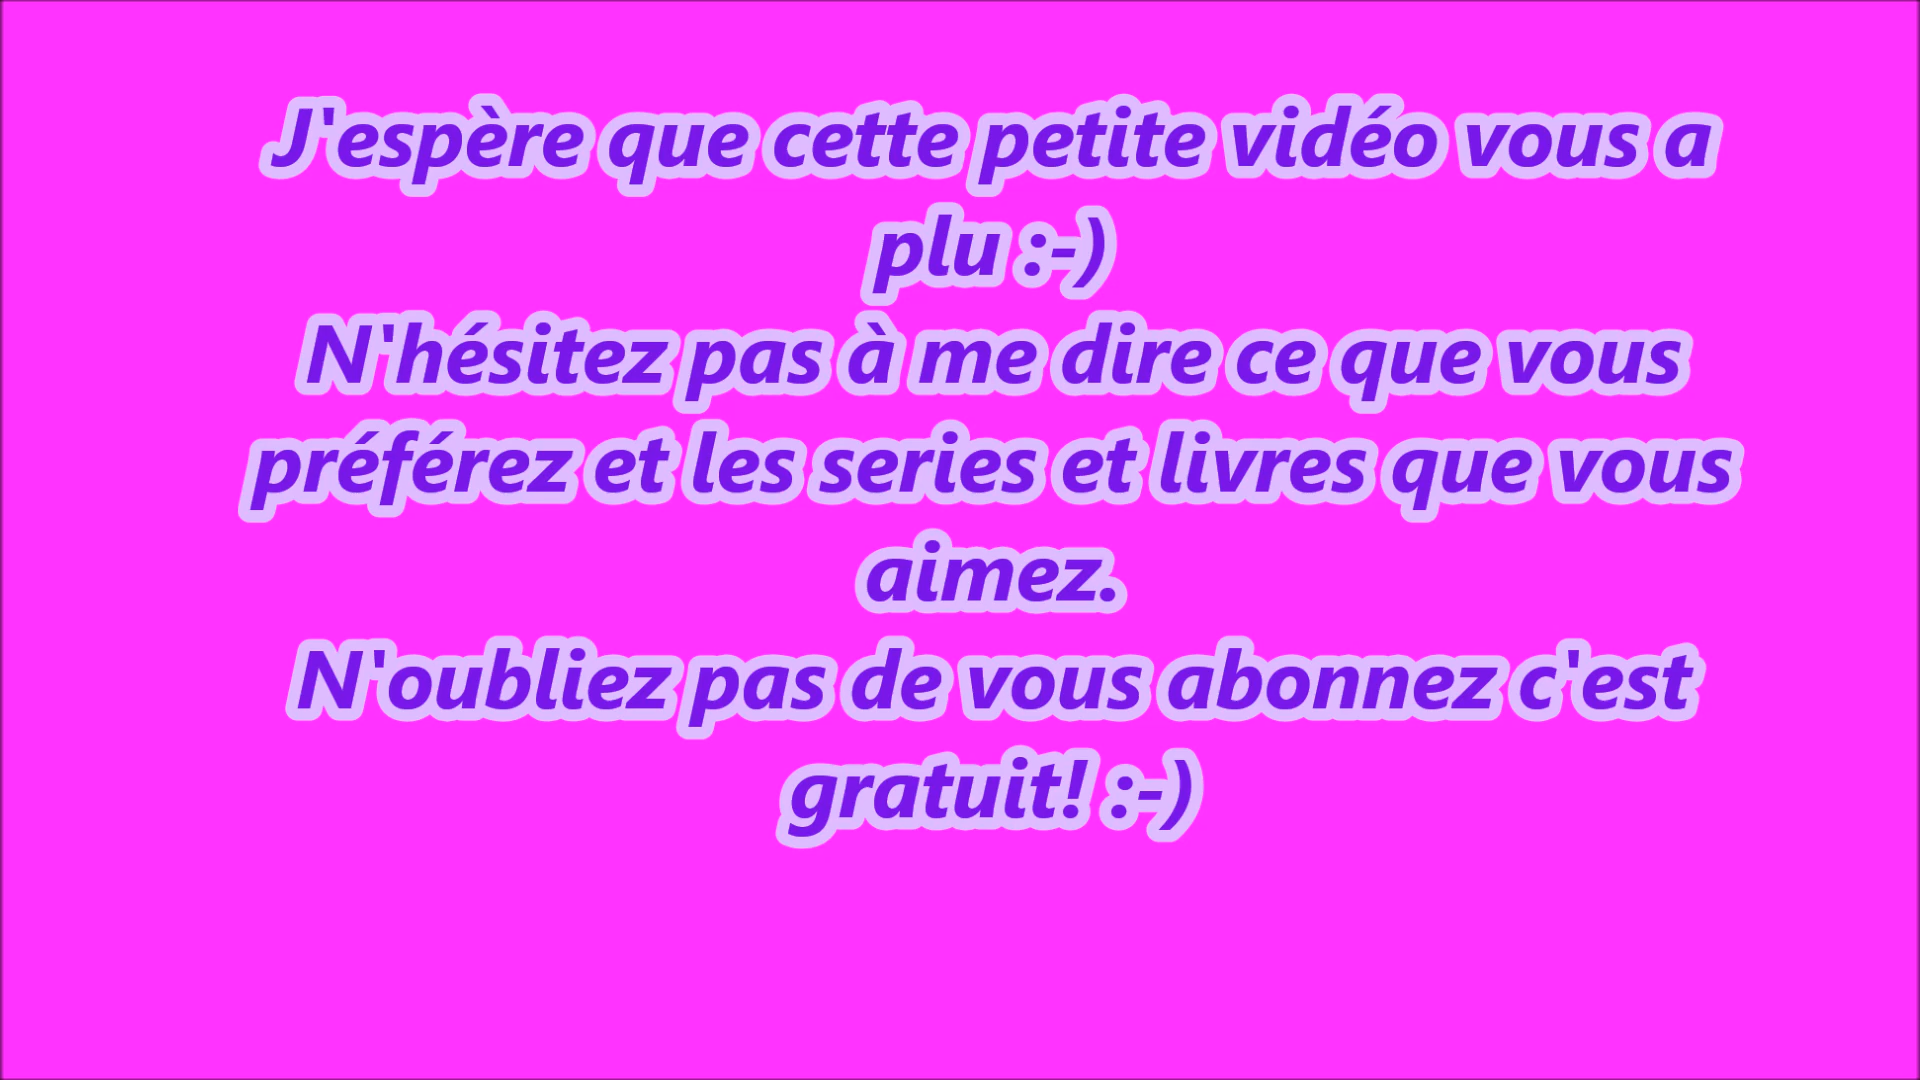 J'espère que cette petite vidéo vous a
plu :-)
N'hésitez pas à me dire ce que vous
préférez et les series et livres que vous
aimez.
N'oubliez pas de vous abonnez c'est
gratuit! :-)